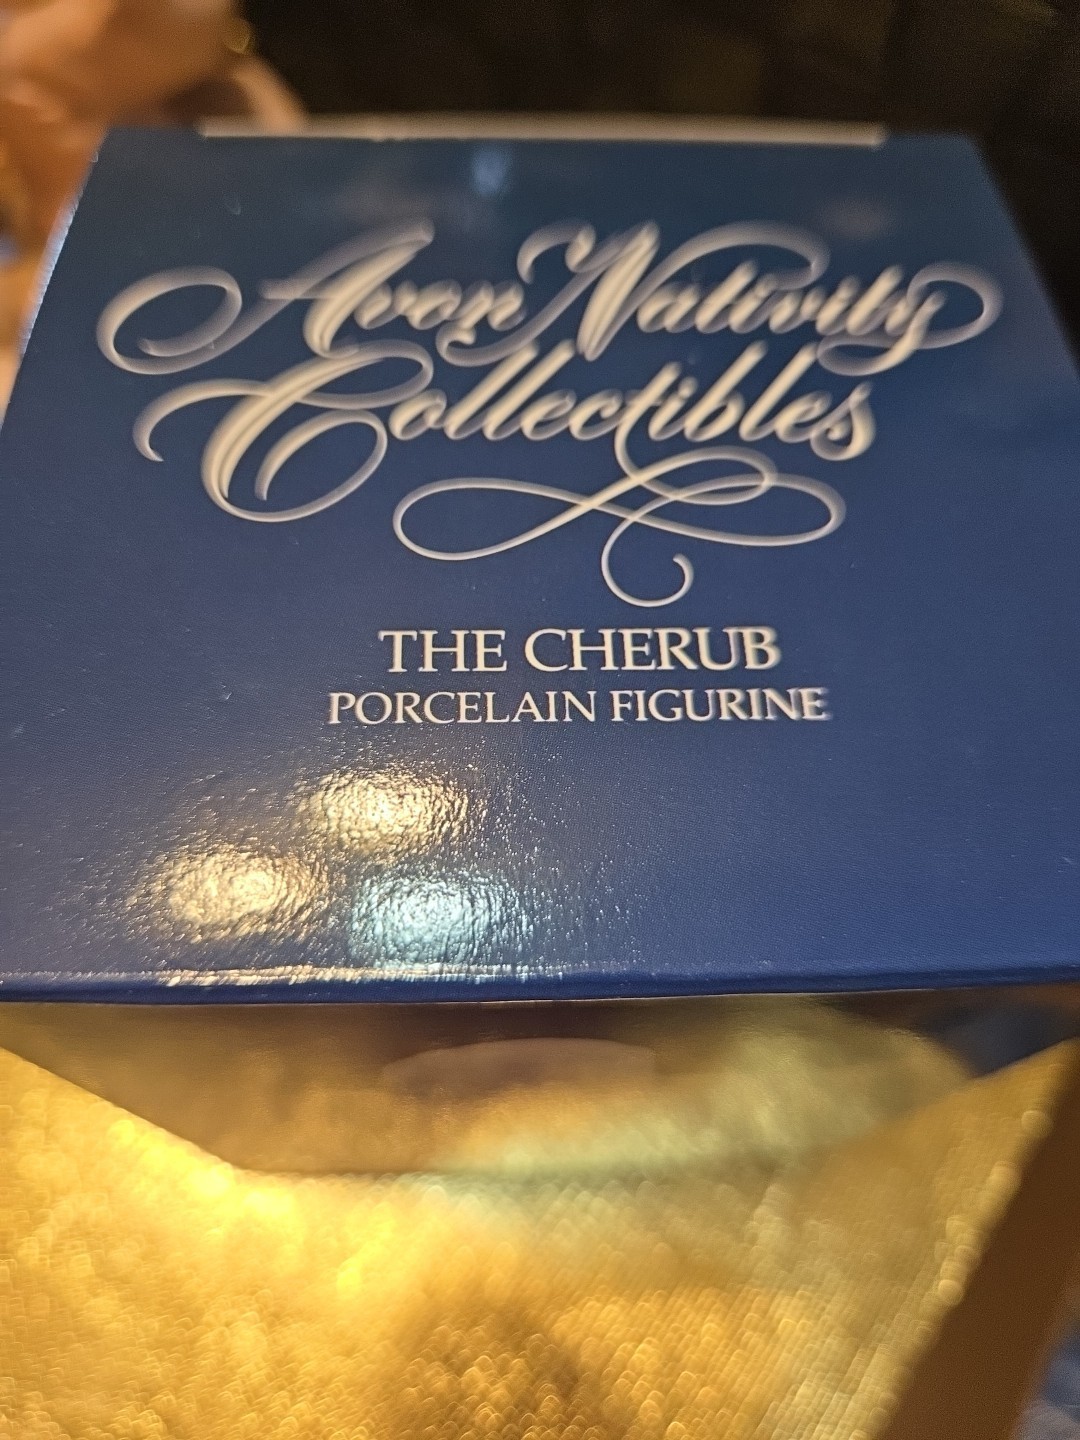 Avon Nativity
Collectibles
THE CHERUB
PORCELAIN FIGURINE